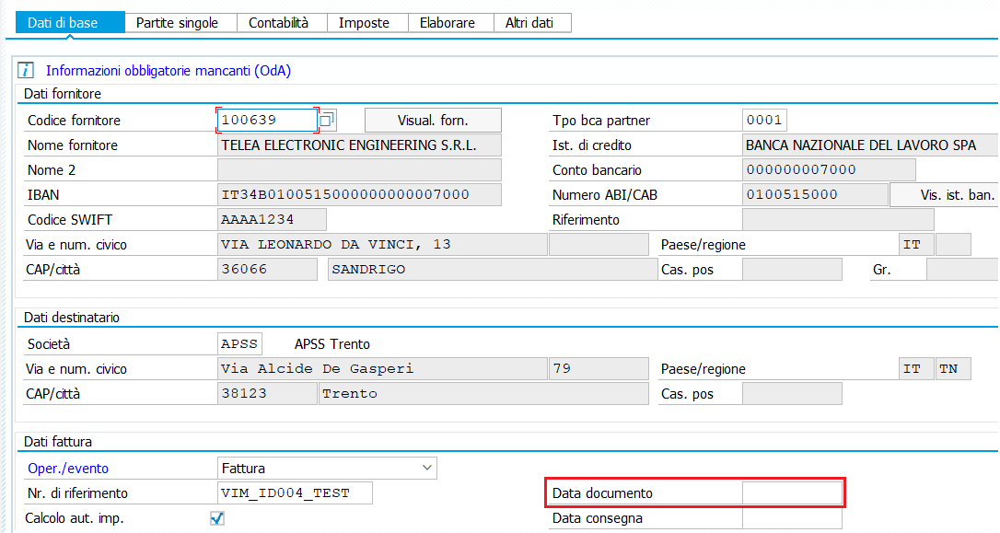 Dati di base Partite singole Contabilità Imposte Elaborare Altri dati
i Informazioni obbligatorie mancanti (OdA)
Dati fornitore
Codice fornitore 100639 Visual. forn. Tpo bca partner 0001
Nome fornitore TELEA ELECTRONIC ENGINEERING S.R.L. Ist. di credito BANCA NAZIONALE DEL LAVORO SPA
Nome 2 Conto bancario 000000007000
IBAN IT34B0100515000000000007000 Numero ABI/CAB 0100515000 Vis. ist. ban.
Codice SWIFT AAAA1234 Riferimento
Via e num. civico VIA LEONARDO DA VINCI, 13 Paese/regione IT
CAP/città 36066 SANDRIGO Cas. pos Gr.
Dati destinatario
Società APSS APSS Trento
Via e num. civico Via Alcide De Gasperi 79 Paese/regione IT TN
CAP/città 38123 Trento Cas. pos
Dati fattura
Oper./evento Fattura
Nr. di riferimento VIM_ID004_TEST Data documento
Calcolo aut. imp. Data consegna